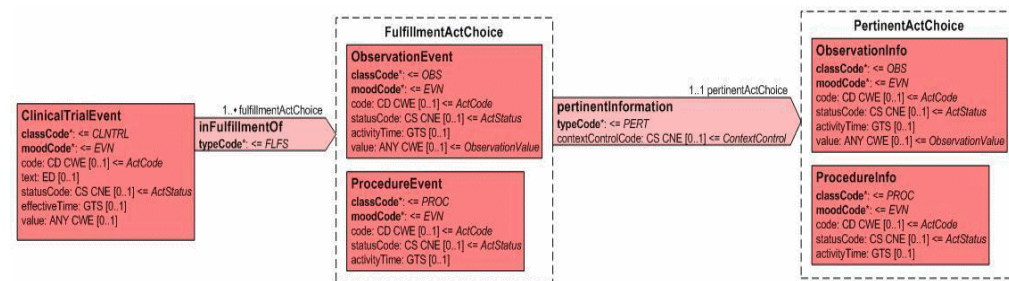 FulfillmentActChoice
PertinentActChoice
ClinicalTrialEvent
classCode*: <= CLNTRL
moodCode*: <= EVN
code: CD CWE [0..1] <= ActCode
text: ED [0..1]
statusCode: CS CNE [0..1] <= ActStatus
effectiveTime: GTS [0..1]
value: ANY CWE [0..1]
1..* fulfillmentActChoice
inFulfillmentOf
typeCode*: <= FLFS
ObservationEvent
classCode*: <= OBS
moodCode*: <= EVN
code: CD CWE [0..1] <= ActCode
statusCode: CS CNE [0..1] <= ActStatus
activityTime: GTS [0..1]
value: ANY CWE [0..1] <= ObservationValue
ProcedureEvent
classCode*: <= PROC
moodCode*: <= EVN
code: CD CWE [0..1] <= ActCode
statusCode: CS CNE [0..1] <= ActStatus
activityTime: GTS [0..1]
1..1 pertinentActChoice
pertinentInformation
typeCode*: <= PERT
contextControlCode: CS CNE [0..1] <= ContextControl
ObservationInfo
classCode*: <= OBS
moodCode*: <= EVN
code: CD CWE [0..1] <= ActCode
statusCode: CS CNE [0..1] <= ActStatus
activityTime: GTS [0..1]
value: ANY CWE [0..1] <= ObservationValue
ProcedureInfo
classCode*: <= PROC
moodCode*: <= EVN
code: CD CWE [0..1] <= ActCode
statusCode: CS CNE [0..1] <= ActStatus
activityTime: GTS [0..1]